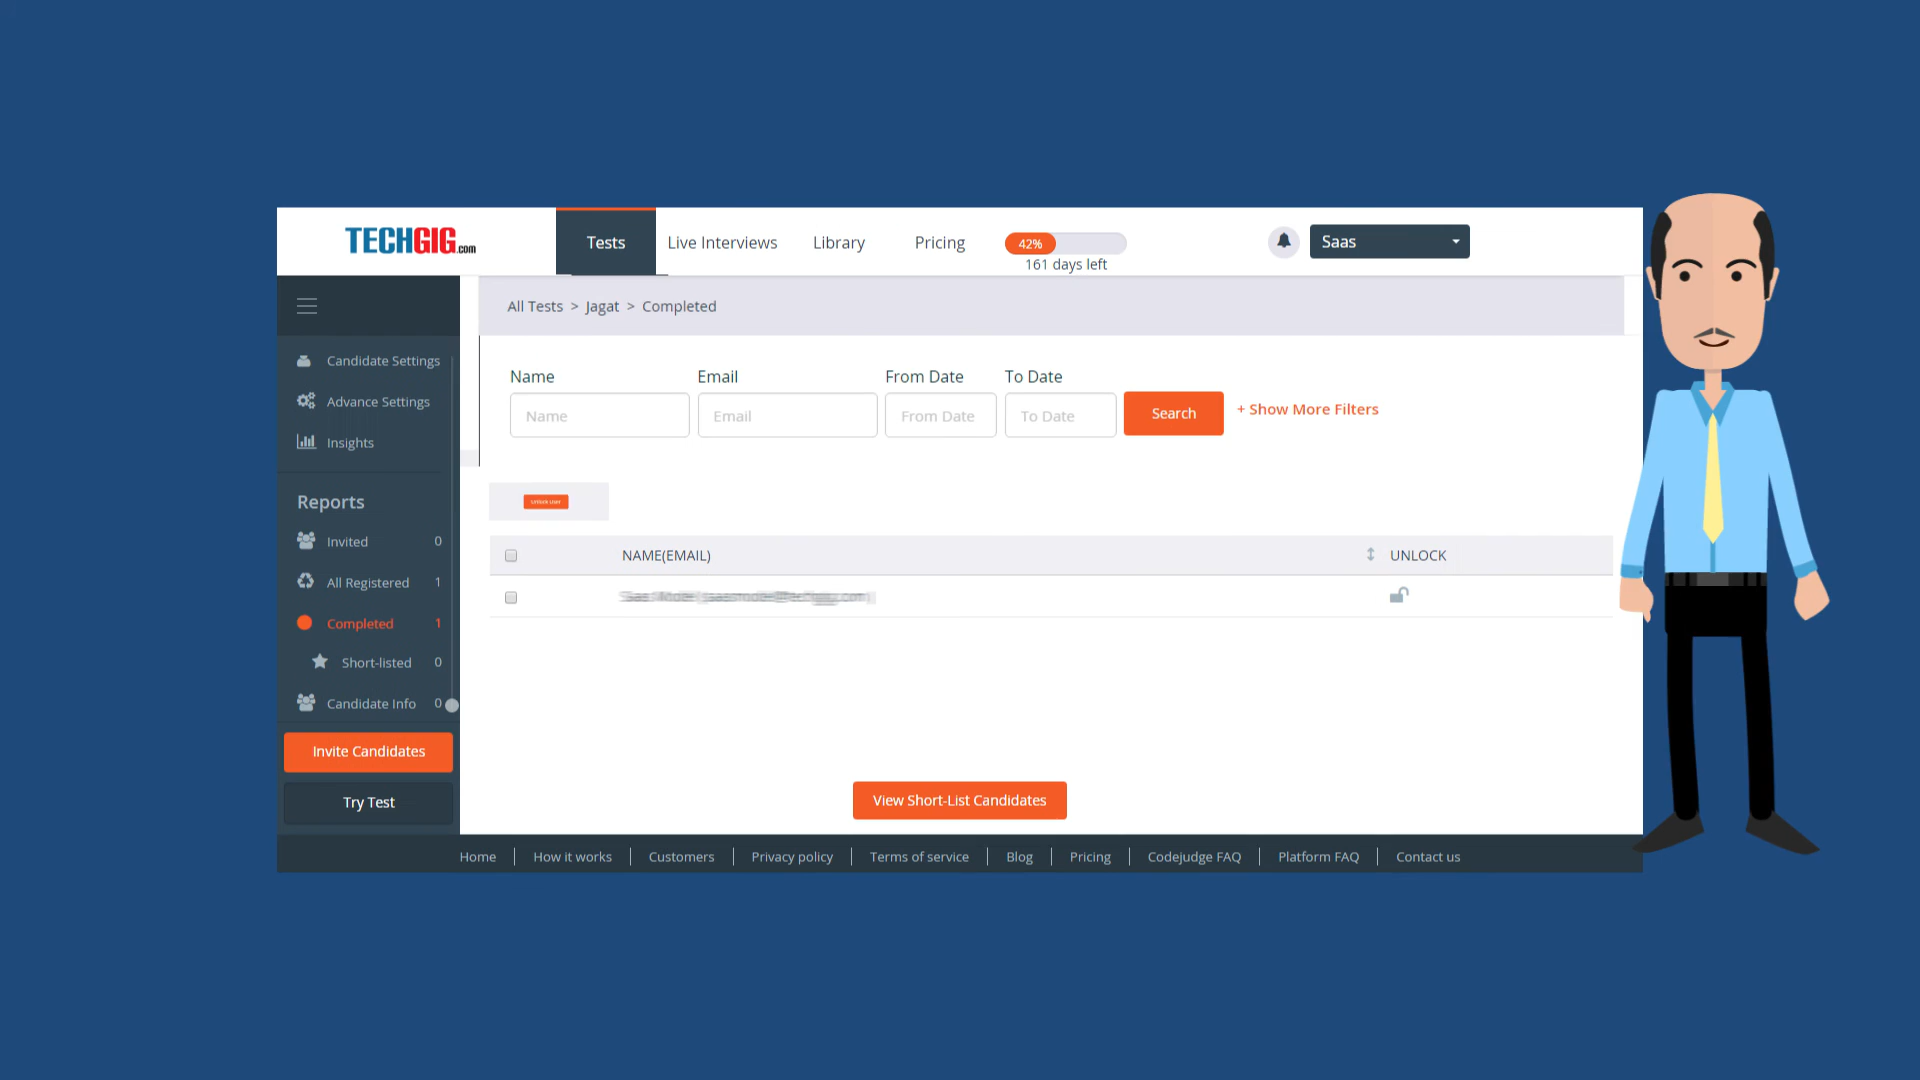 TECHGIG.com
Tests
Live Interviews
Library
Pricing
42%
161 days left
Saas
All Tests > Jagat > Completed
Candidate Settings
Advance Settings
Insights
Reports
Invited 0
All Registered 1
Completed 1
Short-listed 0
Candidate Info 0
Invite Candidates
Try Test
Name
Email
From Date
To Date
Name
Email
From Date
To Date
Search
+ Show More Filters
NAME(EMAIL)
UNLOCK
View Short-List Candidates
Home
How it works
Customers
Privacy policy
Terms of service
Blog
Pricing
Codejudge FAQ
Platform FAQ
Contact us